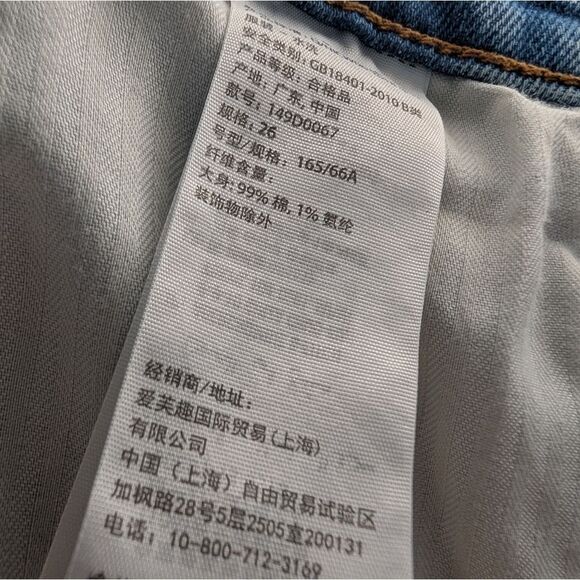 安全类别: GB18401-2010 B类
产品等级: 合格品
产地: 广东, 中国
款号: 149D0067
规格: 26
号型/规格: 165/66A
纤维含量:
大身: 99% 棉, 1% 氨纶
装饰物除外
经销商/地址:
爱芙趣国际贸易(上海)
有限公司
中国（上海）自由贸易试验区
加枫路28号5层2505室200131
电话: 10-800-712-3169